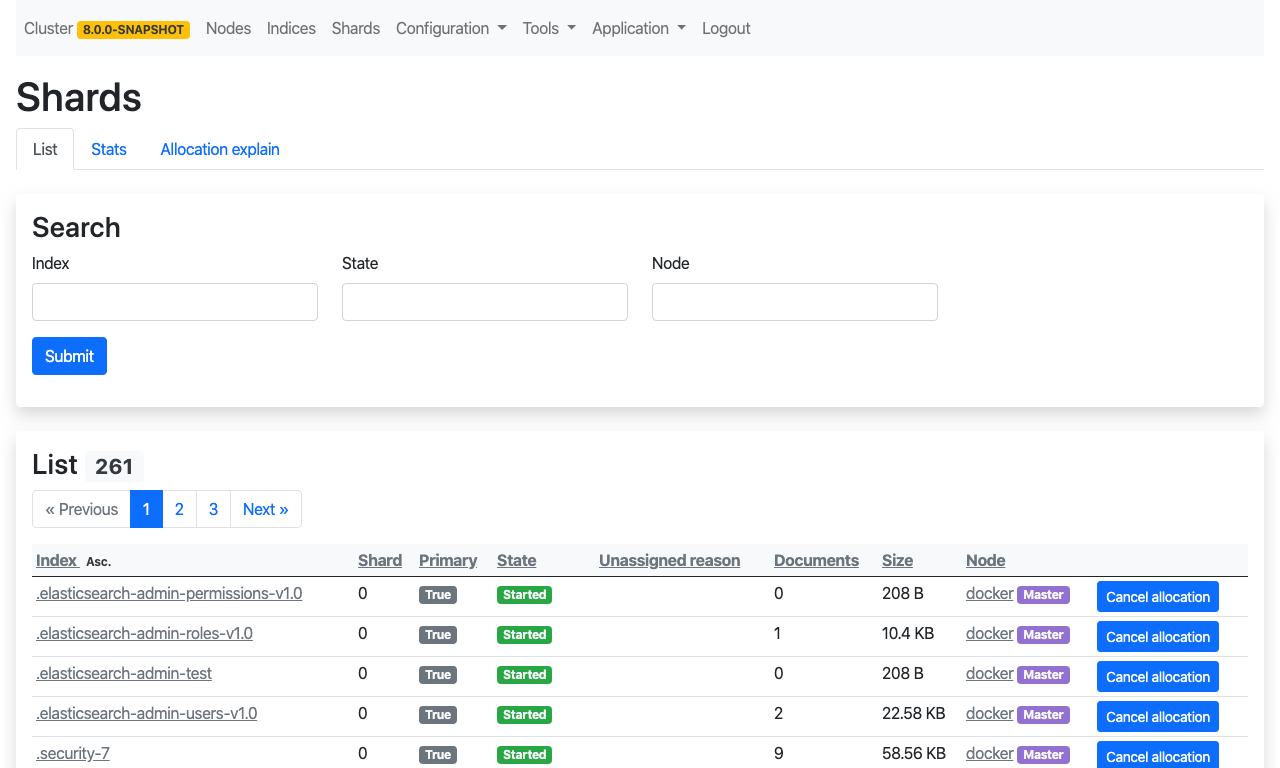 Cluster 8.0.0-SNAPSHOT Nodes Indices Shards Configuration Tools Application Logout
Shards
List Stats Allocation explain
Search
Index State Node
Submit
List 261
« Previous 1 2 3 Next »
Index Asc. Shard Primary State Unassigned reason Documents Size Node
.elasticsearch-admin-permissions-v1.0 0 True Started 0 208 B docker Master Cancel allocation
.elasticsearch-admin-roles-v1.0 0 True Started 1 10.4 KB docker Master Cancel allocation
.elasticsearch-admin-test 0 True Started 0 208 B docker Master Cancel allocation
.elasticsearch-admin-users-v1.0 0 True Started 2 22.58 KB docker Master Cancel allocation
.security-7 0 True Started 9 58.56 KB docker Master Cancel allocation